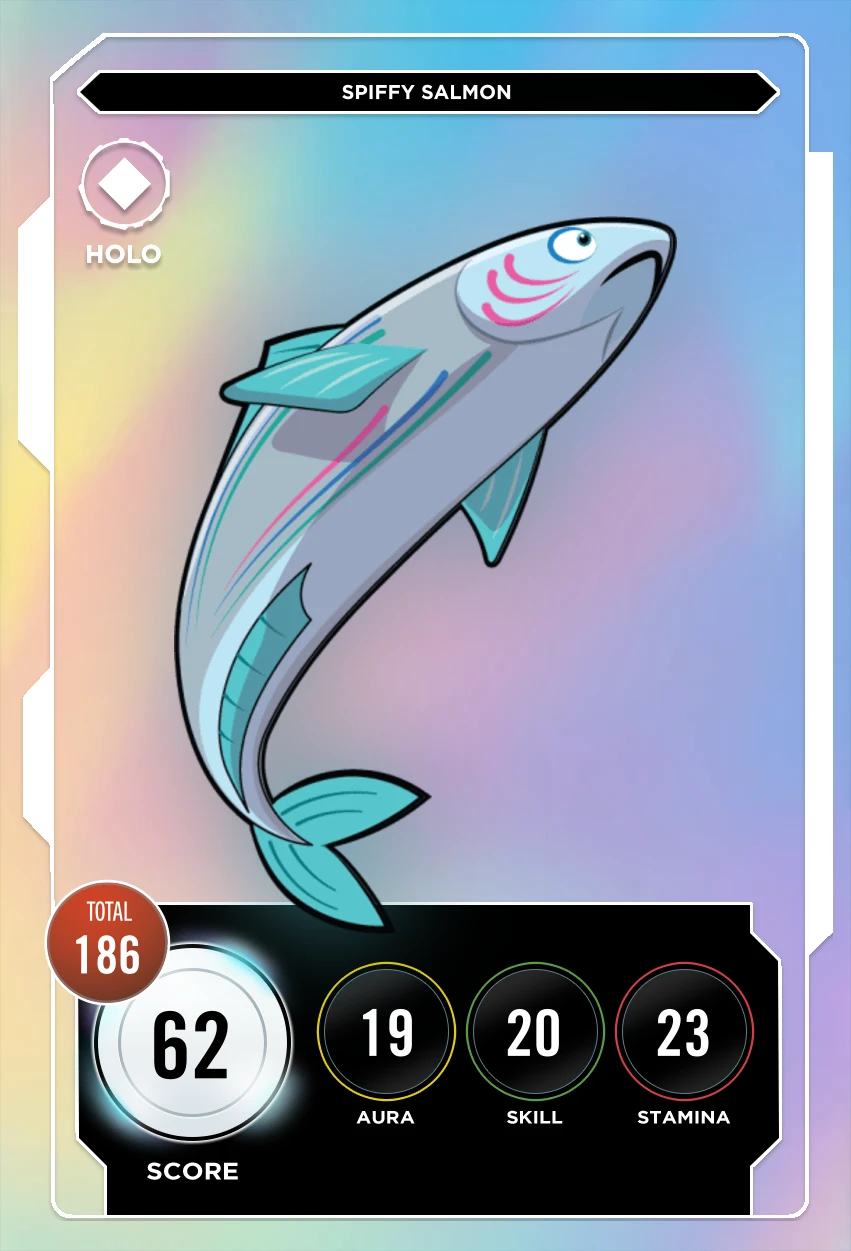 SPIFFY SALMON
HOLO
TOTAL
186
62
SCORE
19
AURA
20
SKILL
23
STAMINA